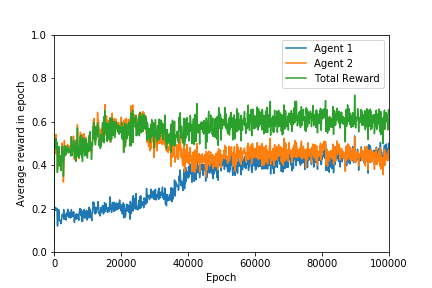 1.0
0.8
0.6
0.4
0.2
0.0
Average reward in epoch
Agent 1
Agent 2
Total Reward
0 20000 40000 60000 80000 100000
Epoch